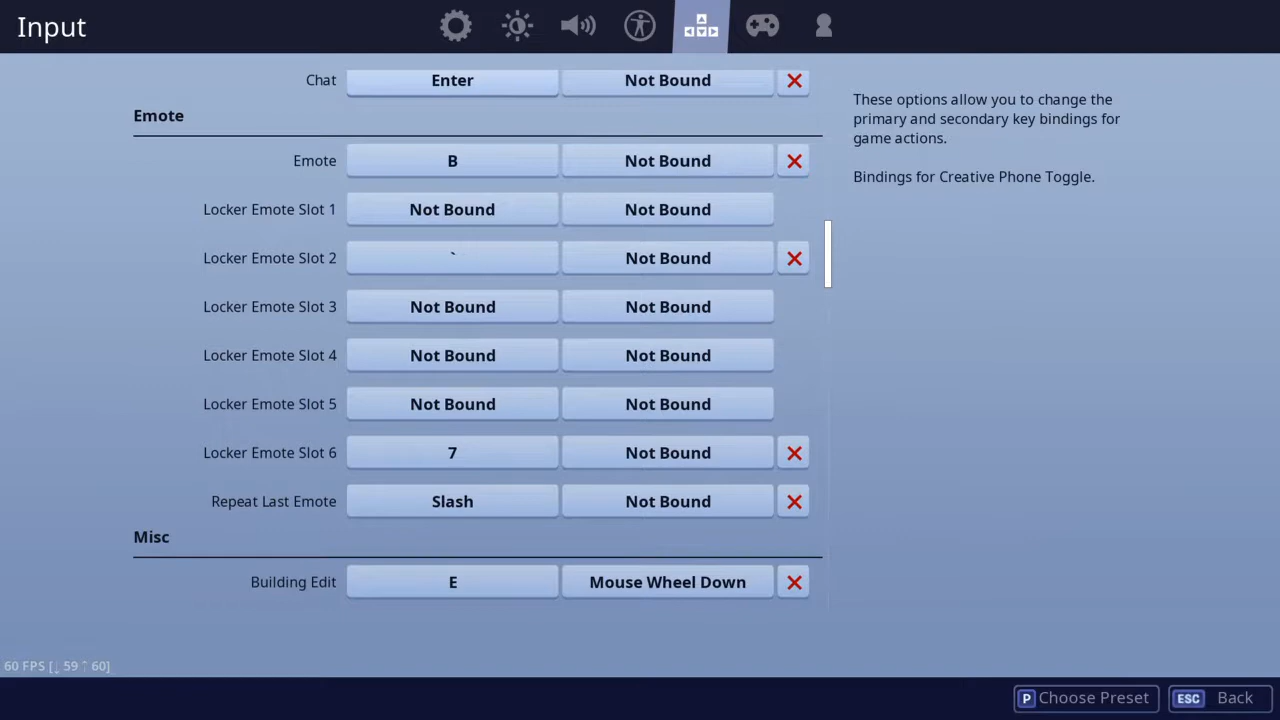 Input
Chat Enter Not Bound
Emote
Emote B Not Bound
Locker Emote Slot 1 Not Bound Not Bound
Locker Emote Slot 2 ` Not Bound
Locker Emote Slot 3 Not Bound Not Bound
Locker Emote Slot 4 Not Bound Not Bound
Locker Emote Slot 5 Not Bound Not Bound
Locker Emote Slot 6 7 Not Bound
Repeat Last Emote Slash Not Bound
Misc
Building Edit E Mouse Wheel Down
These options allow you to change the
primary and secondary key bindings for
game actions.
Bindings for Creative Phone Toggle.
60 FPS [↓ 59 ↑ 60]
P Choose Preset
ESC Back